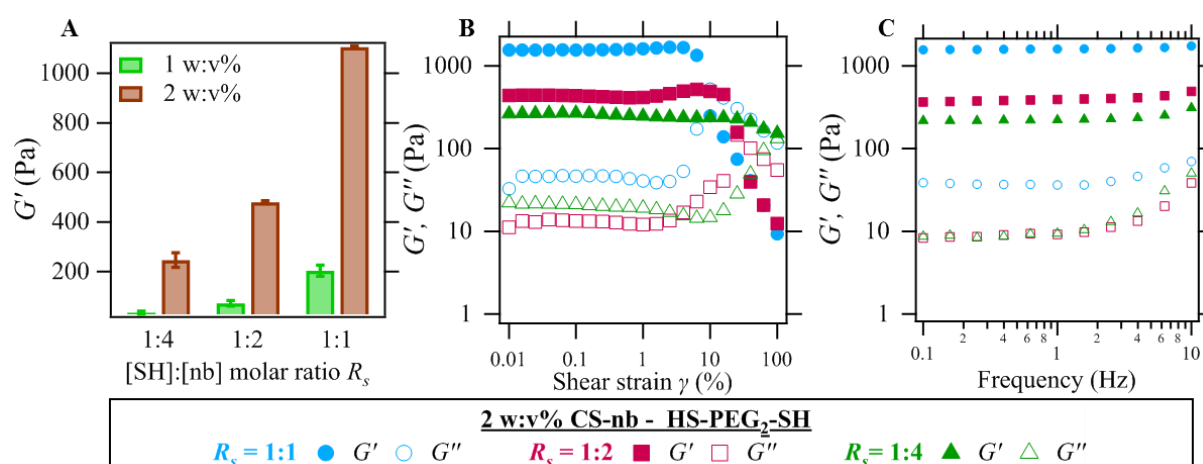 A
1 w:v%
2 w:v%
G' (Pa)
1000
800
600
400
200
1:4
1:2
1:1
[SH]:[nb] molar ratio Rs
B
G', G'' (Pa)
1000
100
10
1
0.01
0.1
1
10
100
Shear strain γ (%)
C
G', G'' (Pa)
1000
100
10
1
0.1
2
4
6
8
1
2
4
6
8
10
Frequency (Hz)
2 w:v% CS-nb - HS-PEG2-SH
Rs = 1:1 G' G'' Rs = 1:2 G' G'' Rs = 1:4 G' G''